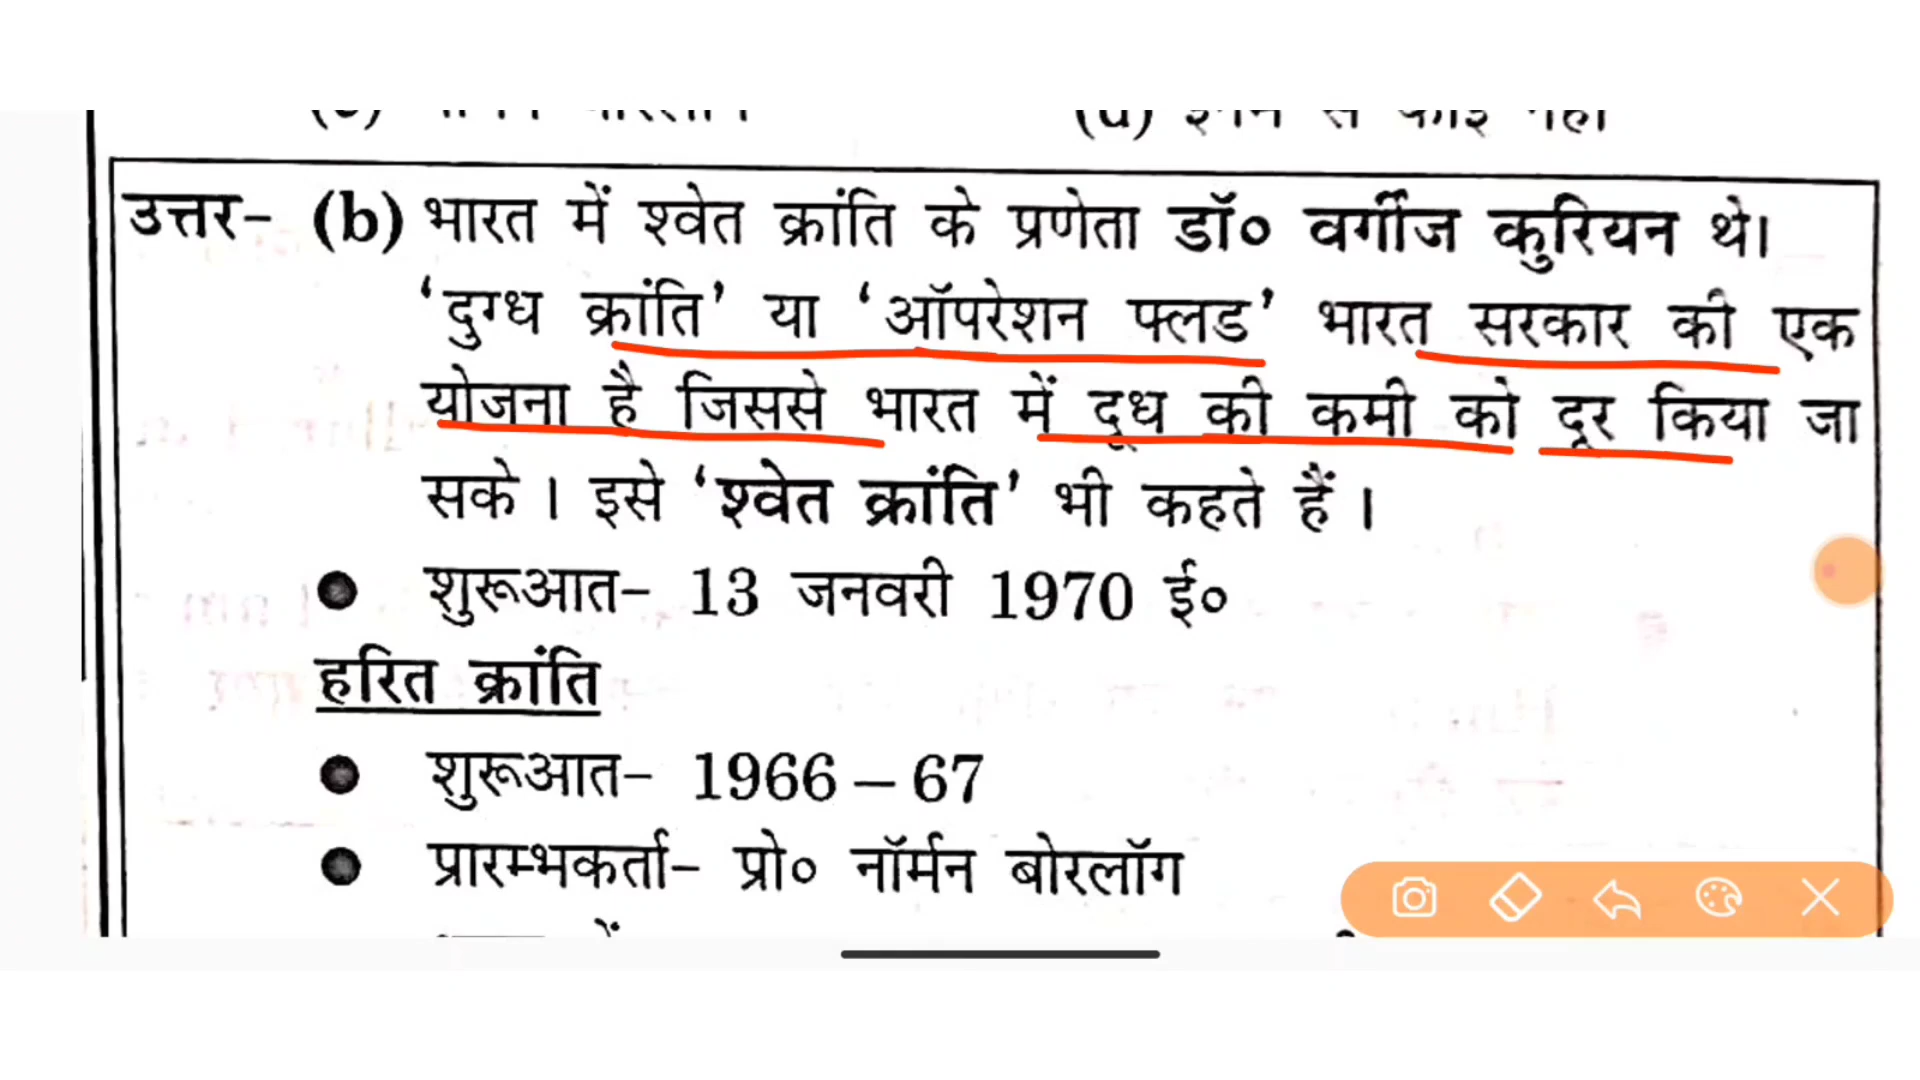 उत्तर- (b) भारत में श्वेत क्रांति के प्रणेता डॉ० वर्गीज कुरियन थे।
‘दुग्ध क्रांति’ या ‘ऑपरेशन फ्लड’ भारत सरकार की एक
योजना है जिससे भारत में दूध की कमी को दूर किया जा
सके। इसे ‘श्वेत क्रांति’ भी कहते हैं।
● शुरूआत- 13 जनवरी 1970 ई०
हरित क्रांति
● शुरूआत- 1966 – 67
● प्रारम्भकर्ता- प्रो० नॉर्मन बोरलॉग